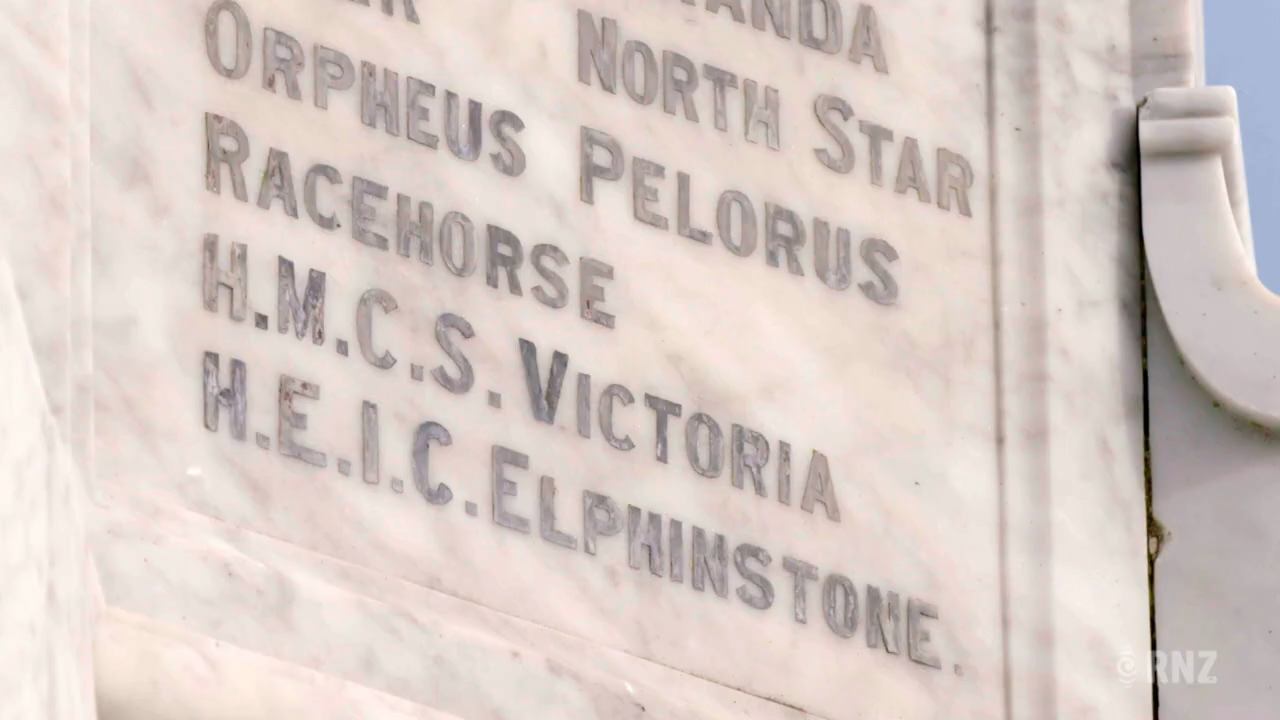 ORPHEUS NORTH STAR
RACEHORSE PELORUS
H.M.C.S. VICTORIA
H.E.I.C. ELPHINSTONE.
RNZ